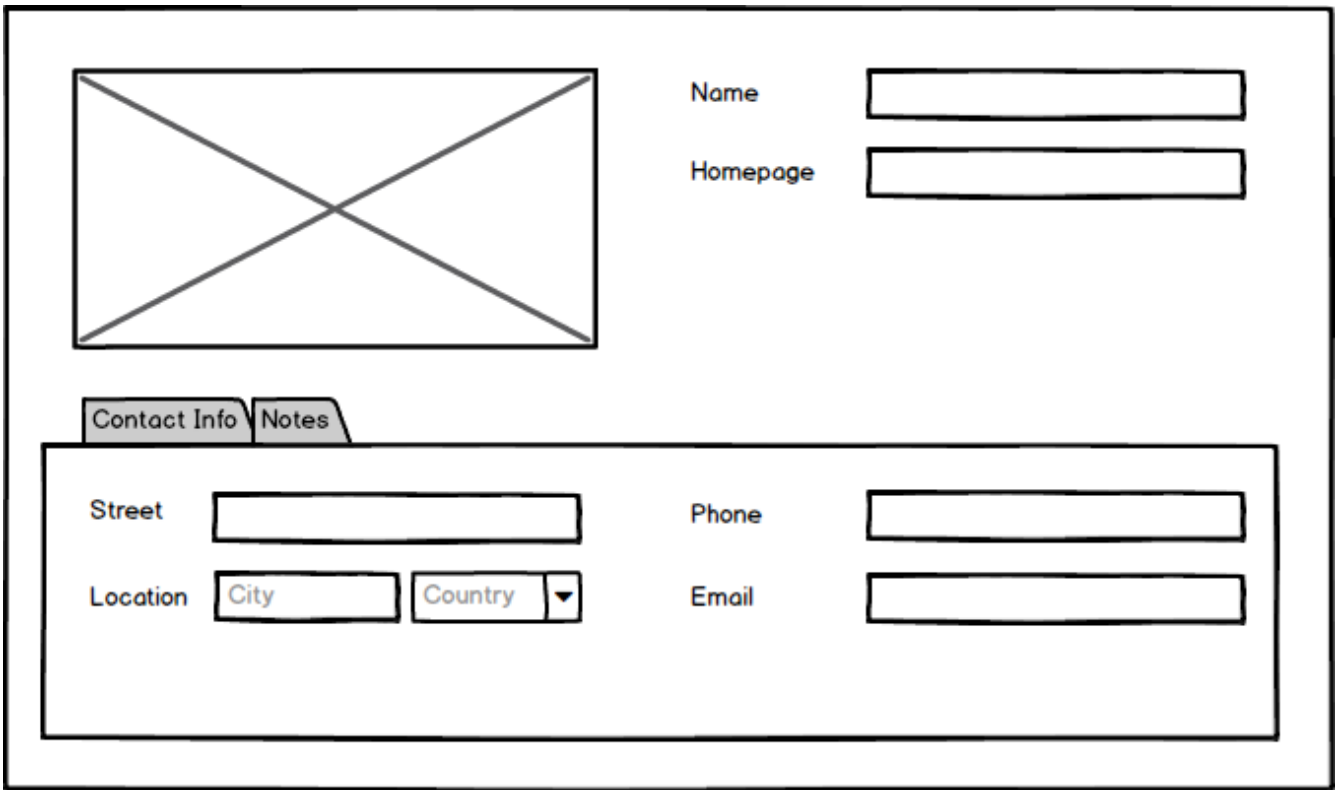 Name
Homepage
Contact Info Notes
Street
Phone
Location City Country
Email